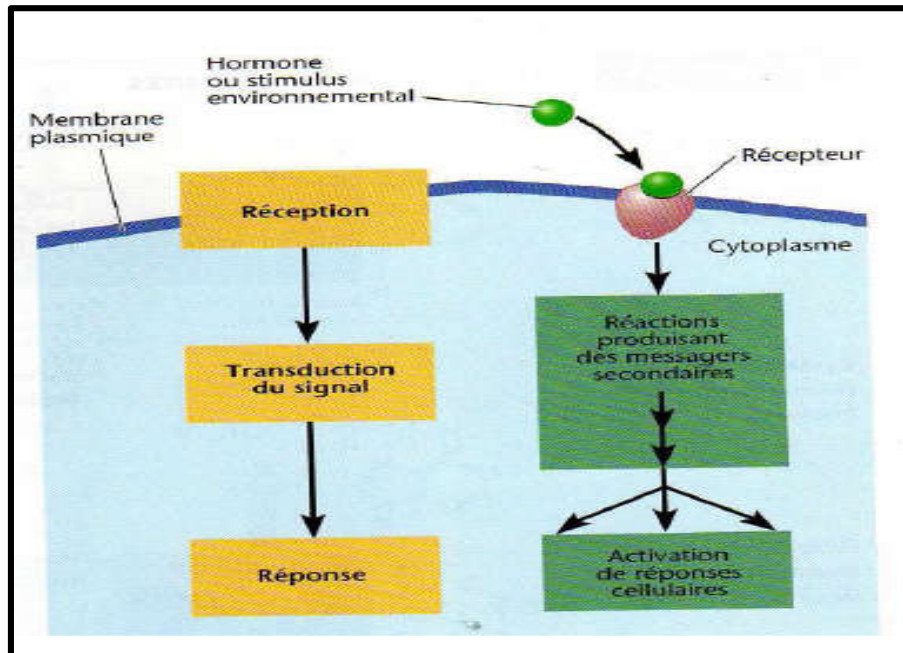 Hormone
ou stimulus
environnemental
Membrane
plasmique
Récepteur
Réception
Cytoplasme
Réactions
produisant
des messagers
secondaires
Transduction
du signal
Réponse
Activation
de réponses
cellulaires